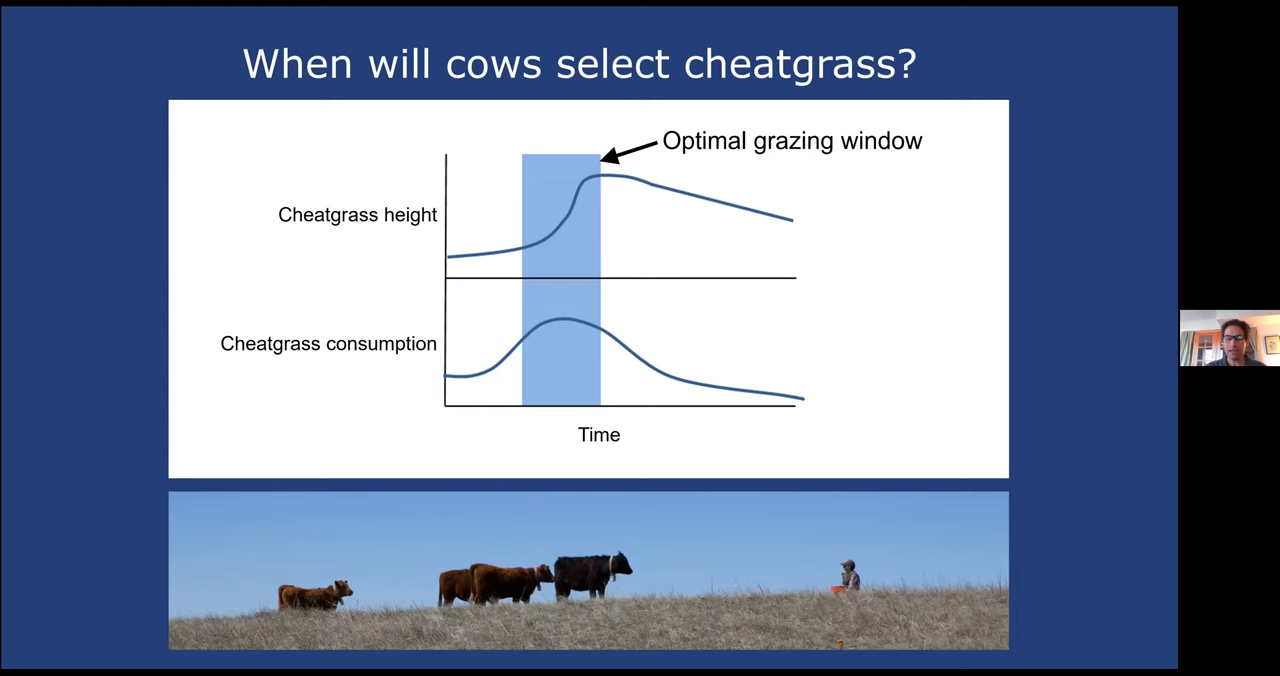 When will cows select cheatgrass?
Optimal grazing window
Cheatgrass height
Cheatgrass consumption
Time